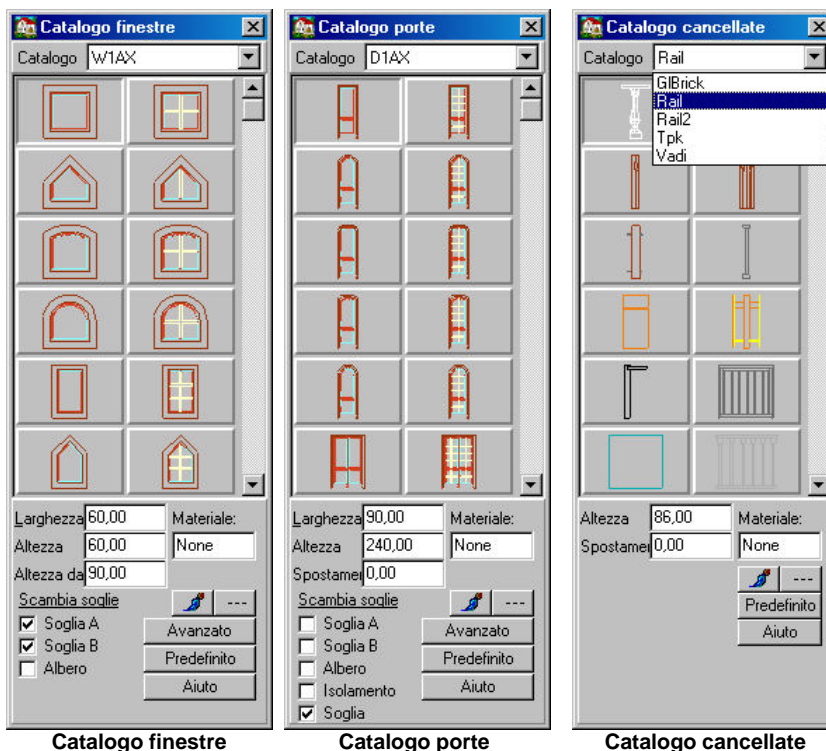 Catalogo finestre
Catalogo W1AX
Larghezza 60,00 Materiale:
Altezza 60,00 None
Altezza da 90,00
Scambia soglie ---
Soglia A Avanzato
Soglia B Predefinito
Albero Aiuto
Catalogo finestre
Catalogo porte
Catalogo D1AX
Larghezza 90,00 Materiale:
Altezza 240,00 None
Spostamei 0,00
Scambia soglie ---
Soglia A Avanzato
Soglia B Predefinito
Albero Aiuto
Isolamento
Soglia
Catalogo porte
Catalogo cancellate
Catalogo Rail
GlBrick
Rail
Rail2
Tpk
Vadi
Altezza 86,00 Materiale:
Spostamei 0,00 None
---
Predefinito
Aiuto
Catalogo cancellate